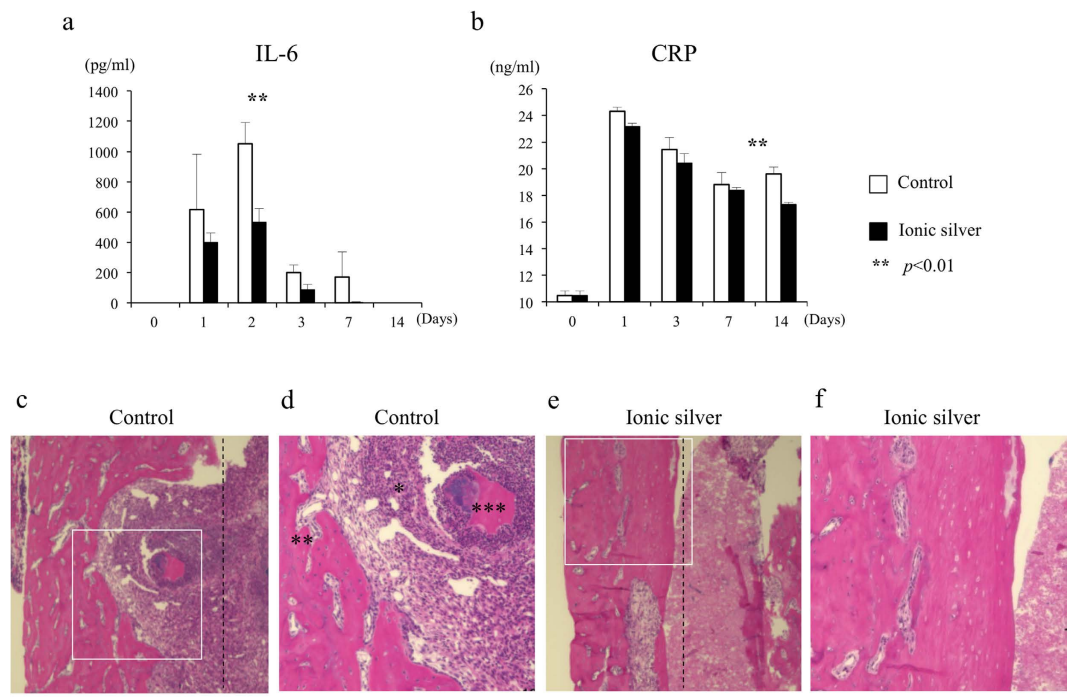 a
IL-6
(pg/ml)
1400
1200
1000
800
600
400
200
0
**
0 1 2 3 7 14 (Days)
b
CRP
(ng/ml)
26
24
22
20
18
16
14
12
10
**
0 1 3 7 14 (Days)
Control
Ionic silver
** p<0.01
c
Control
d
Control
*
**
***
e
Ionic silver
f
Ionic silver